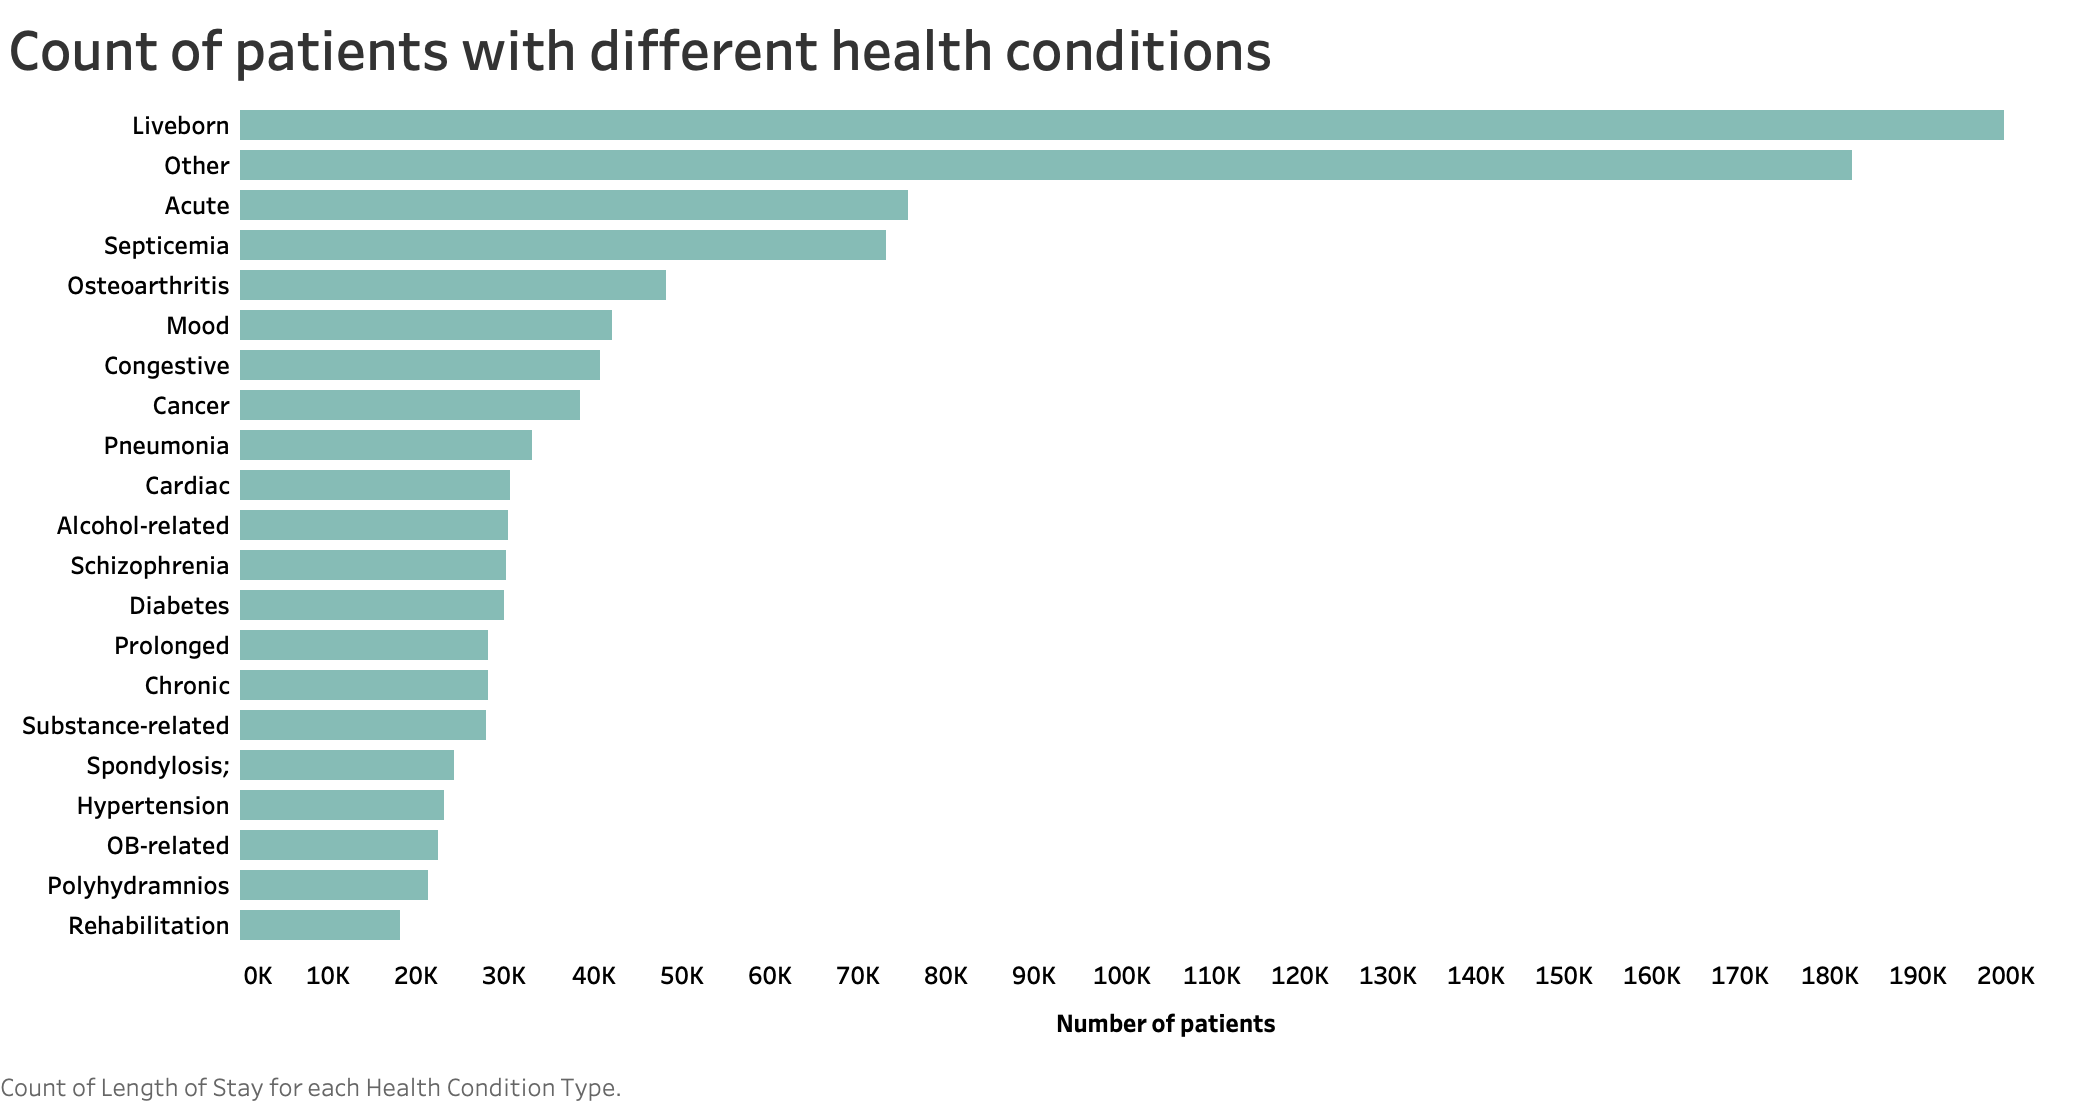 Count of patients with different health conditions
Liveborn
Other
Acute
Septicemia
Osteoarthritis
Mood
Congestive
Cancer
Pneumonia
Cardiac
Alcohol-related
Schizophrenia
Diabetes
Prolonged
Chronic
Substance-related
Spondylosis;
Hypertension
OB-related
Polyhydramnios
Rehabilitation
0K 10K 20K 30K 40K 50K 60K 70K 80K 90K 100K 110K 120K 130K 140K 150K 160K 170K 180K 190K 200K
Number of patients
Count of Length of Stay for each Health Condition Type.